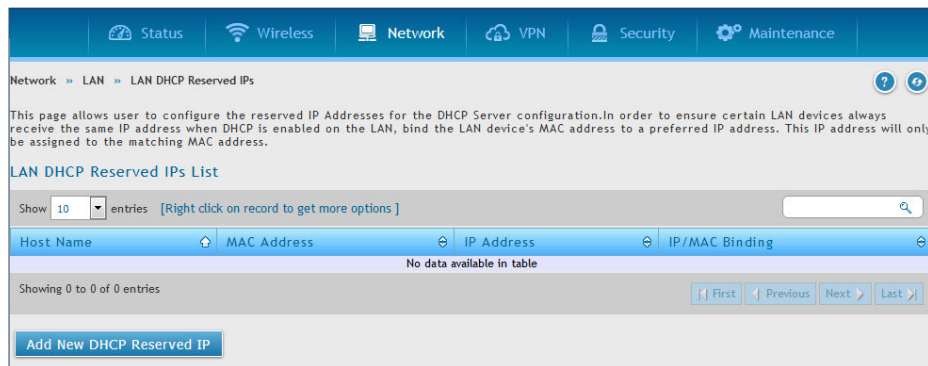 Status Wireless Network VPN Security Maintenance
Network » LAN » LAN DHCP Reserved IPs
This page allows user to configure the reserved IP Addresses for the DHCP Server configuration.In order to ensure certain LAN devices always
receive the same IP address when DHCP is enabled on the LAN, bind the LAN device's MAC address to a preferred IP address. This IP address will only
be assigned to the matching MAC address.
LAN DHCP Reserved IPs List
Show 10 entries [Right click on record to get more options ]
Host Name MAC Address IP Address IP/MAC Binding
No data available in table
Showing 0 to 0 of 0 entries First Previous Next Last
Add New DHCP Reserved IP